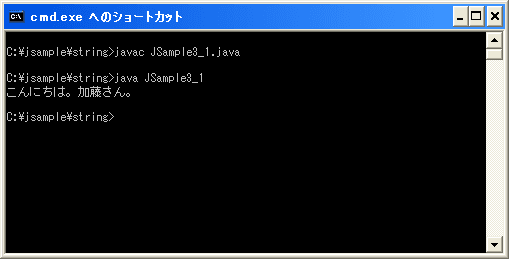 cmd.exe へのショートカット
C:¥jsample¥string>javac JSample3_1.java
C:¥jsample¥string>java JSample3_1
こんにちは。加藤さん。
C:¥jsample¥string>